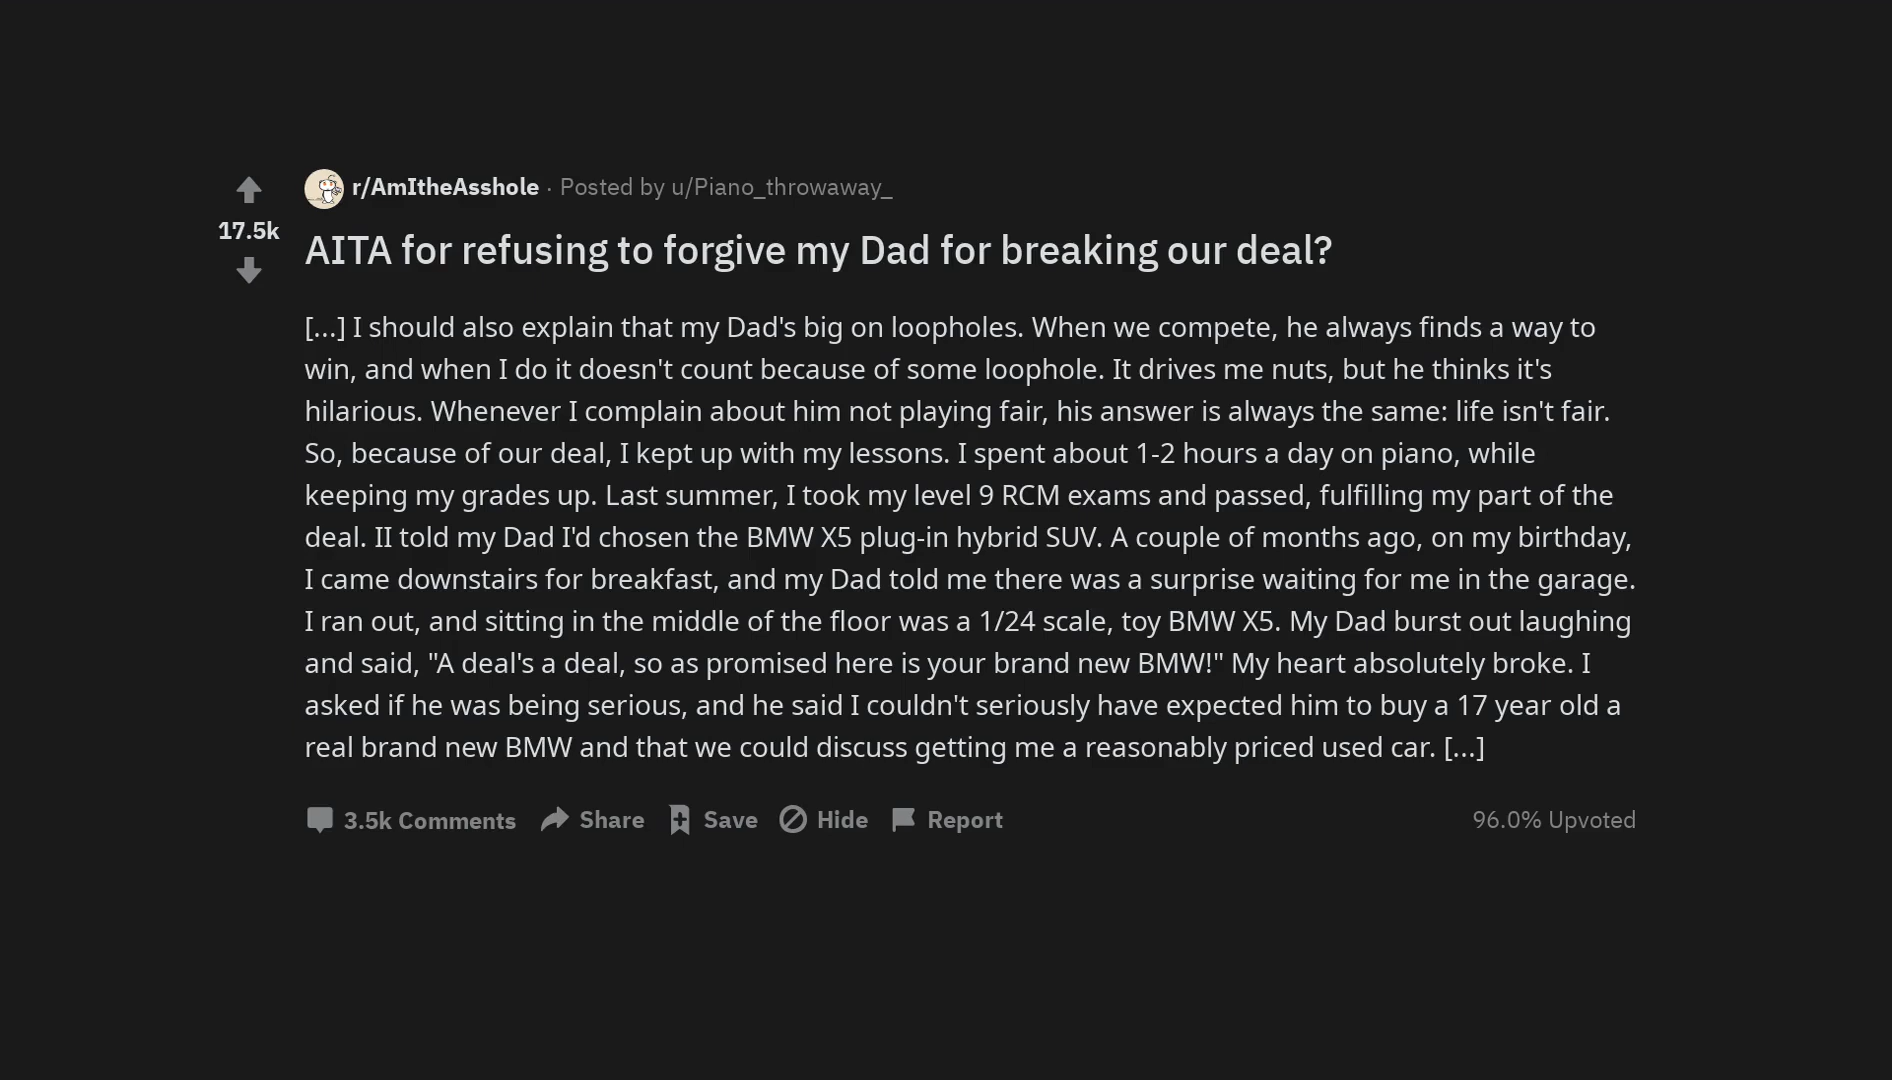 r/AmItheAsshole · Posted by u/Piano_throwaway_
17.5k
AITA for refusing to forgive my Dad for breaking our deal?
[...] I should also explain that my Dad's big on loopholes. When we compete, he always finds a way to
win, and when I do it doesn't count because of some loophole. It drives me nuts, but he thinks it's
hilarious. Whenever I complain about him not playing fair, his answer is always the same: life isn't fair.
So, because of our deal, I kept up with my lessons. I spent about 1-2 hours a day on piano, while
keeping my grades up. Last summer, I took my level 9 RCM exams and passed, fulfilling my part of the
deal. II told my Dad I'd chosen the BMW X5 plug-in hybrid SUV. A couple of months ago, on my birthday,
I came downstairs for breakfast, and my Dad told me there was a surprise waiting for me in the garage.
I ran out, and sitting in the middle of the floor was a 1/24 scale, toy BMW X5. My Dad burst out laughing
and said, "A deal's a deal, so as promised here is your brand new BMW!" My heart absolutely broke. I
asked if he was being serious, and he said I couldn't seriously have expected him to buy a 17 year old a
real brand new BMW and that we could discuss getting me a reasonably priced used car. [...]
3.5k Comments Share Save Hide Report 96.0% Upvoted